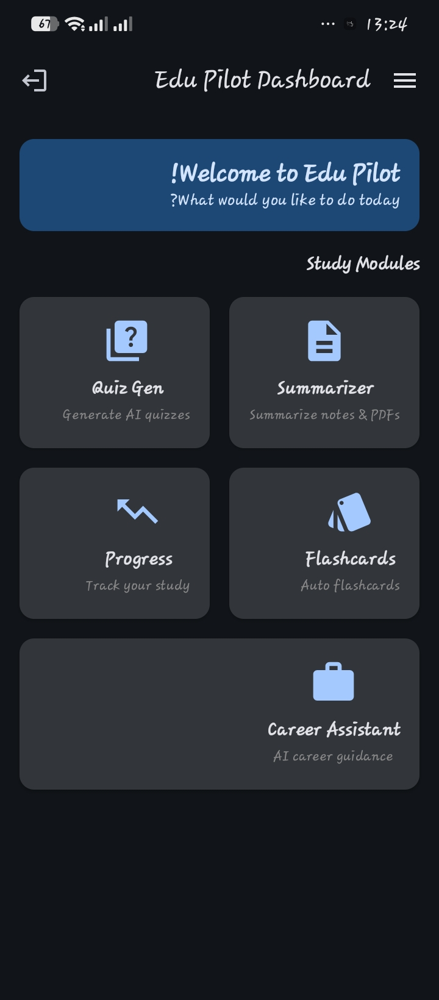 67
13:24
Edu Pilot Dashboard
!Welcome to Edu Pilot
?What would you like to do today
Study Modules
Summarizer
Summarize notes & PDFs
Quiz Gen
Generate AI quizzes
Flashcards
Auto flashcards
Progress
Track your study
Career Assistant
AI career guidance